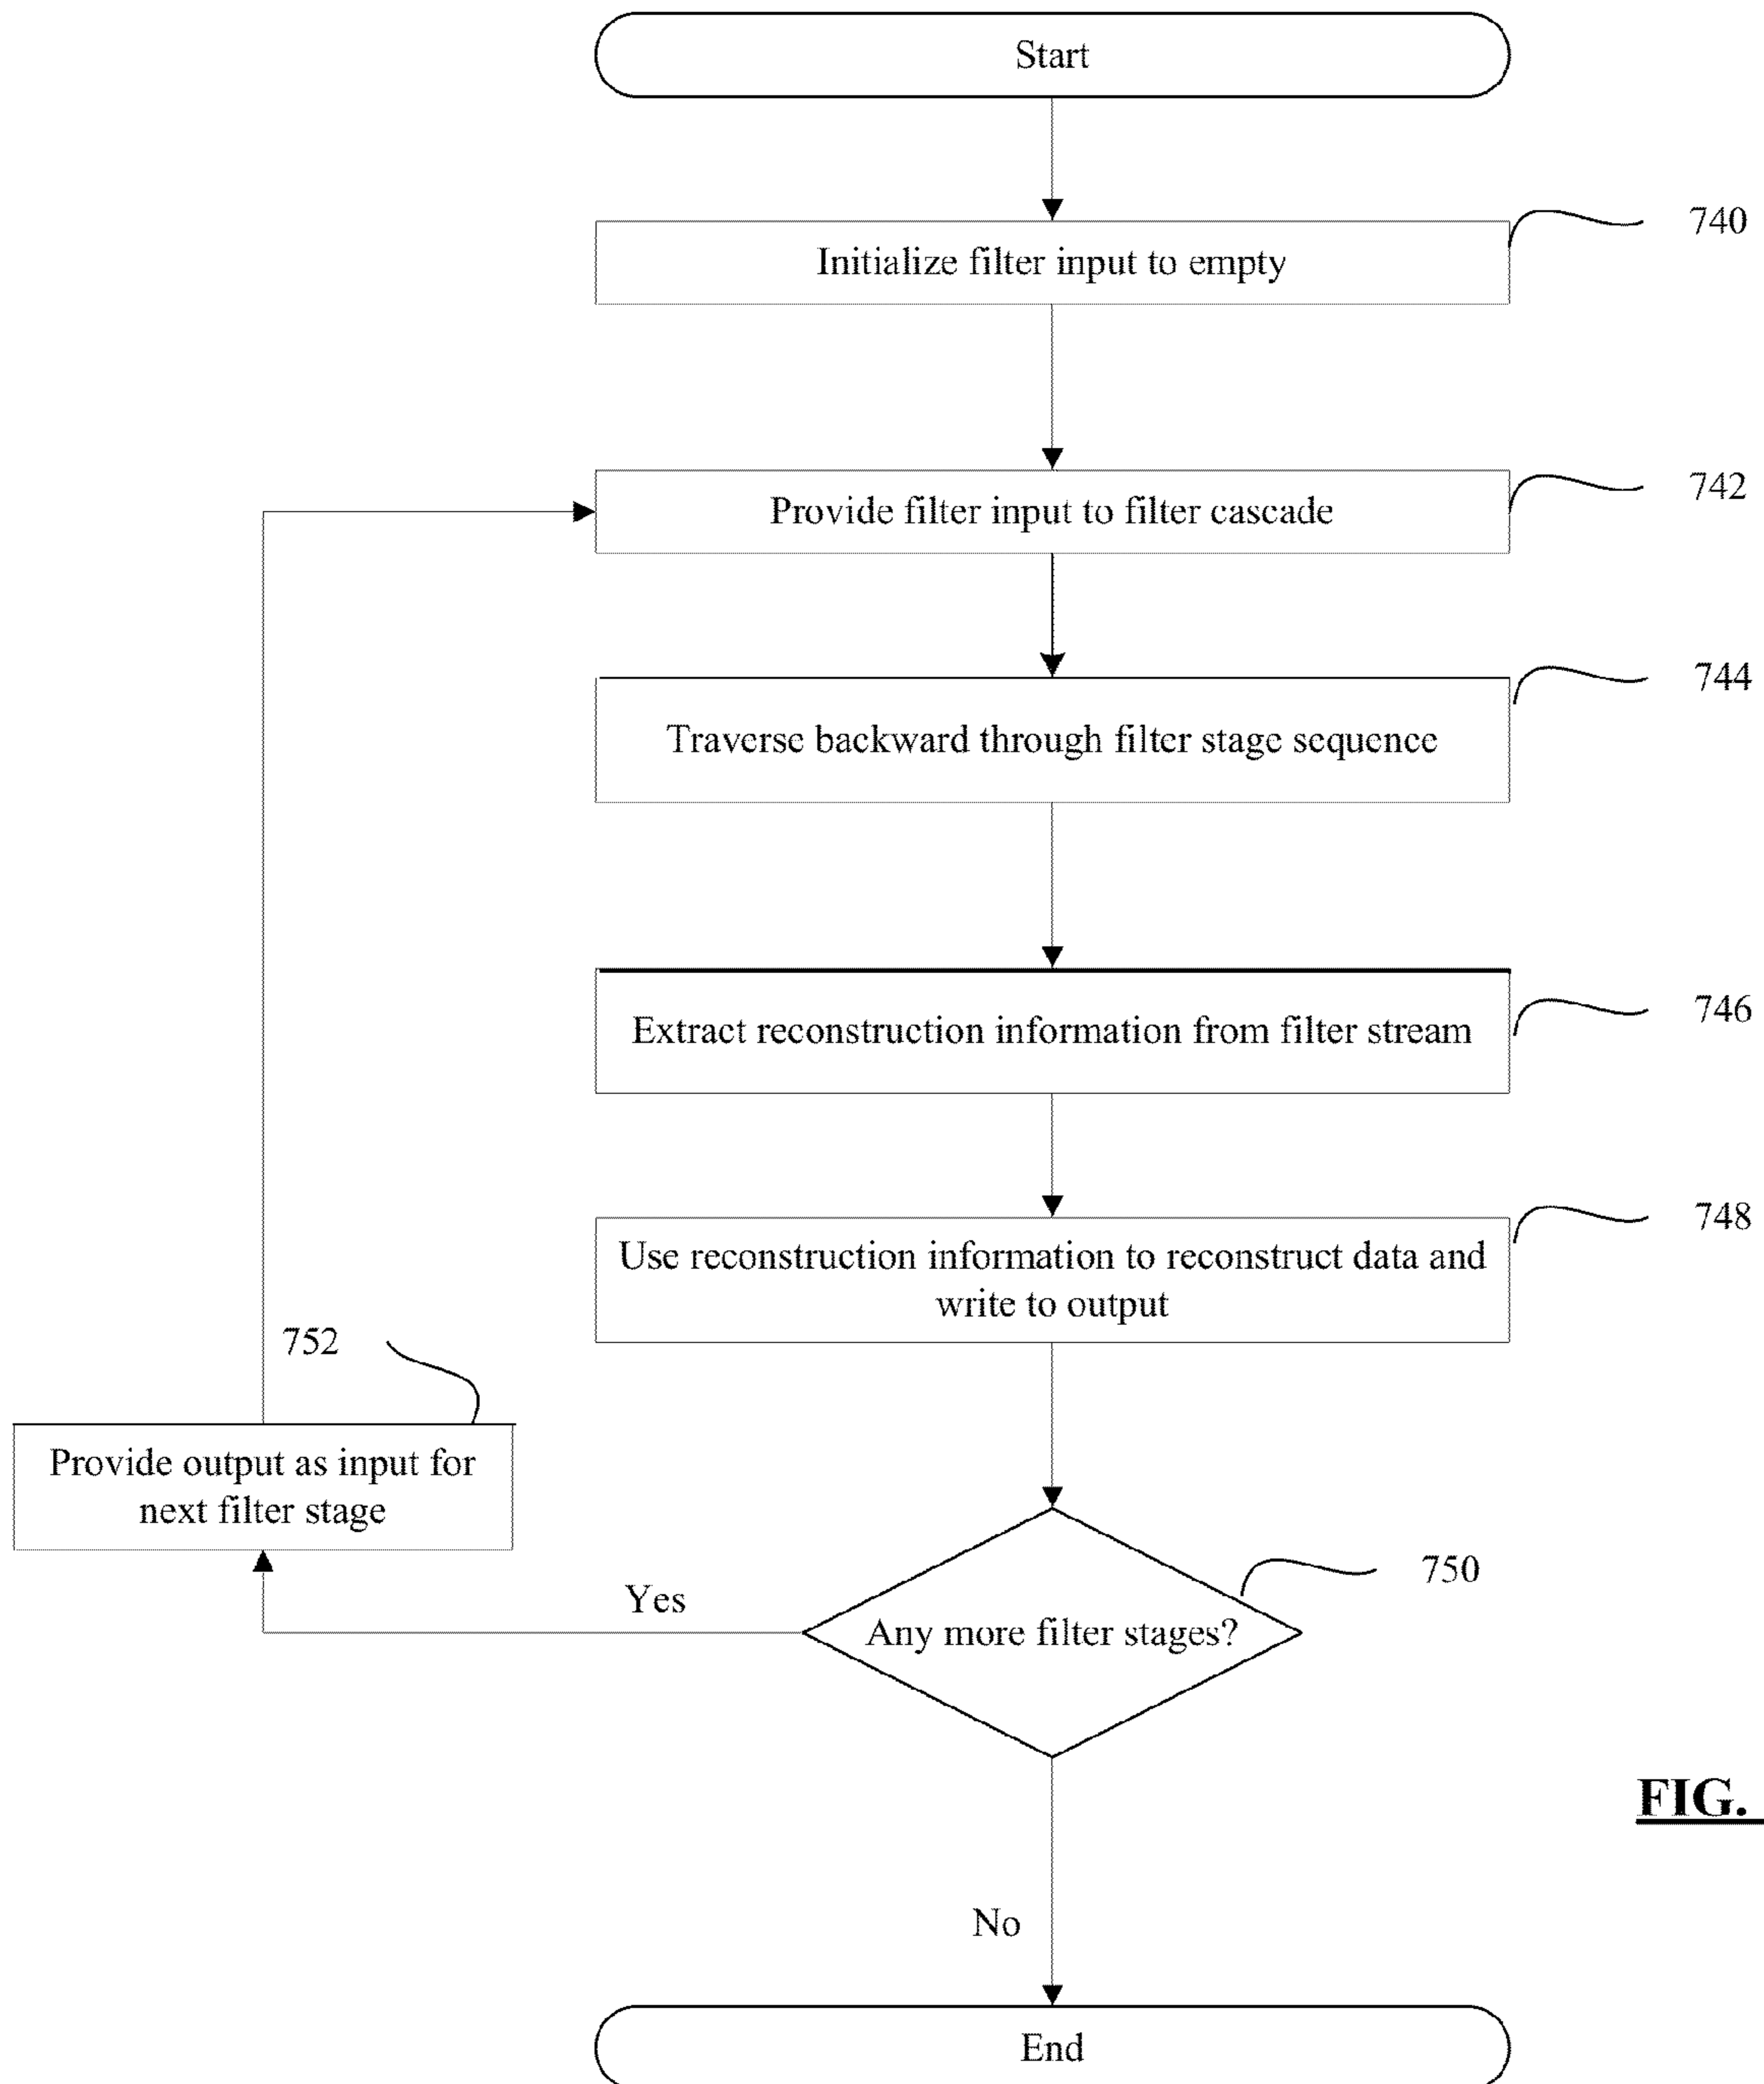 Start
740
Initialize filter input to empty
742
Provide filter input to filter cascade
744
Traverse backward through filter stage sequence
746
Extract reconstruction information from filter stream
748
Use reconstruction information to reconstruct data and
write to output
752
Provide output as input for
next filter stage
750
Yes
Any more filter stages?
FIG.
No
End